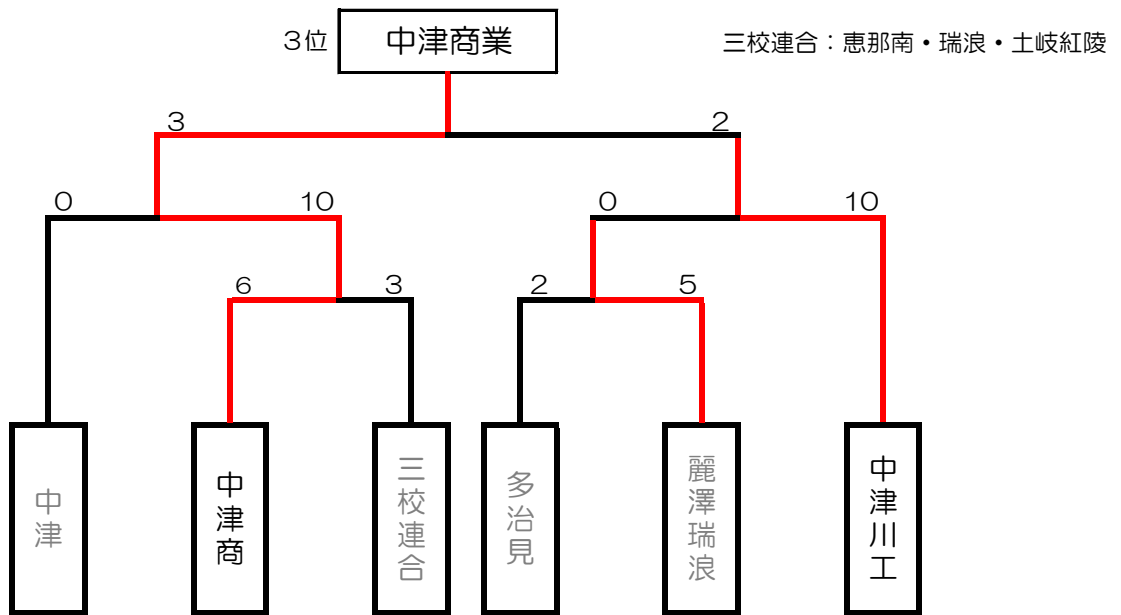 3位
中津商業
三校連合：恵那南・瑞浪・土岐紅陵
3
2
0
10
0
10
6
3
2
5
中津
中津商
三校連合
多治見
麗澤瑞浪
中津川工